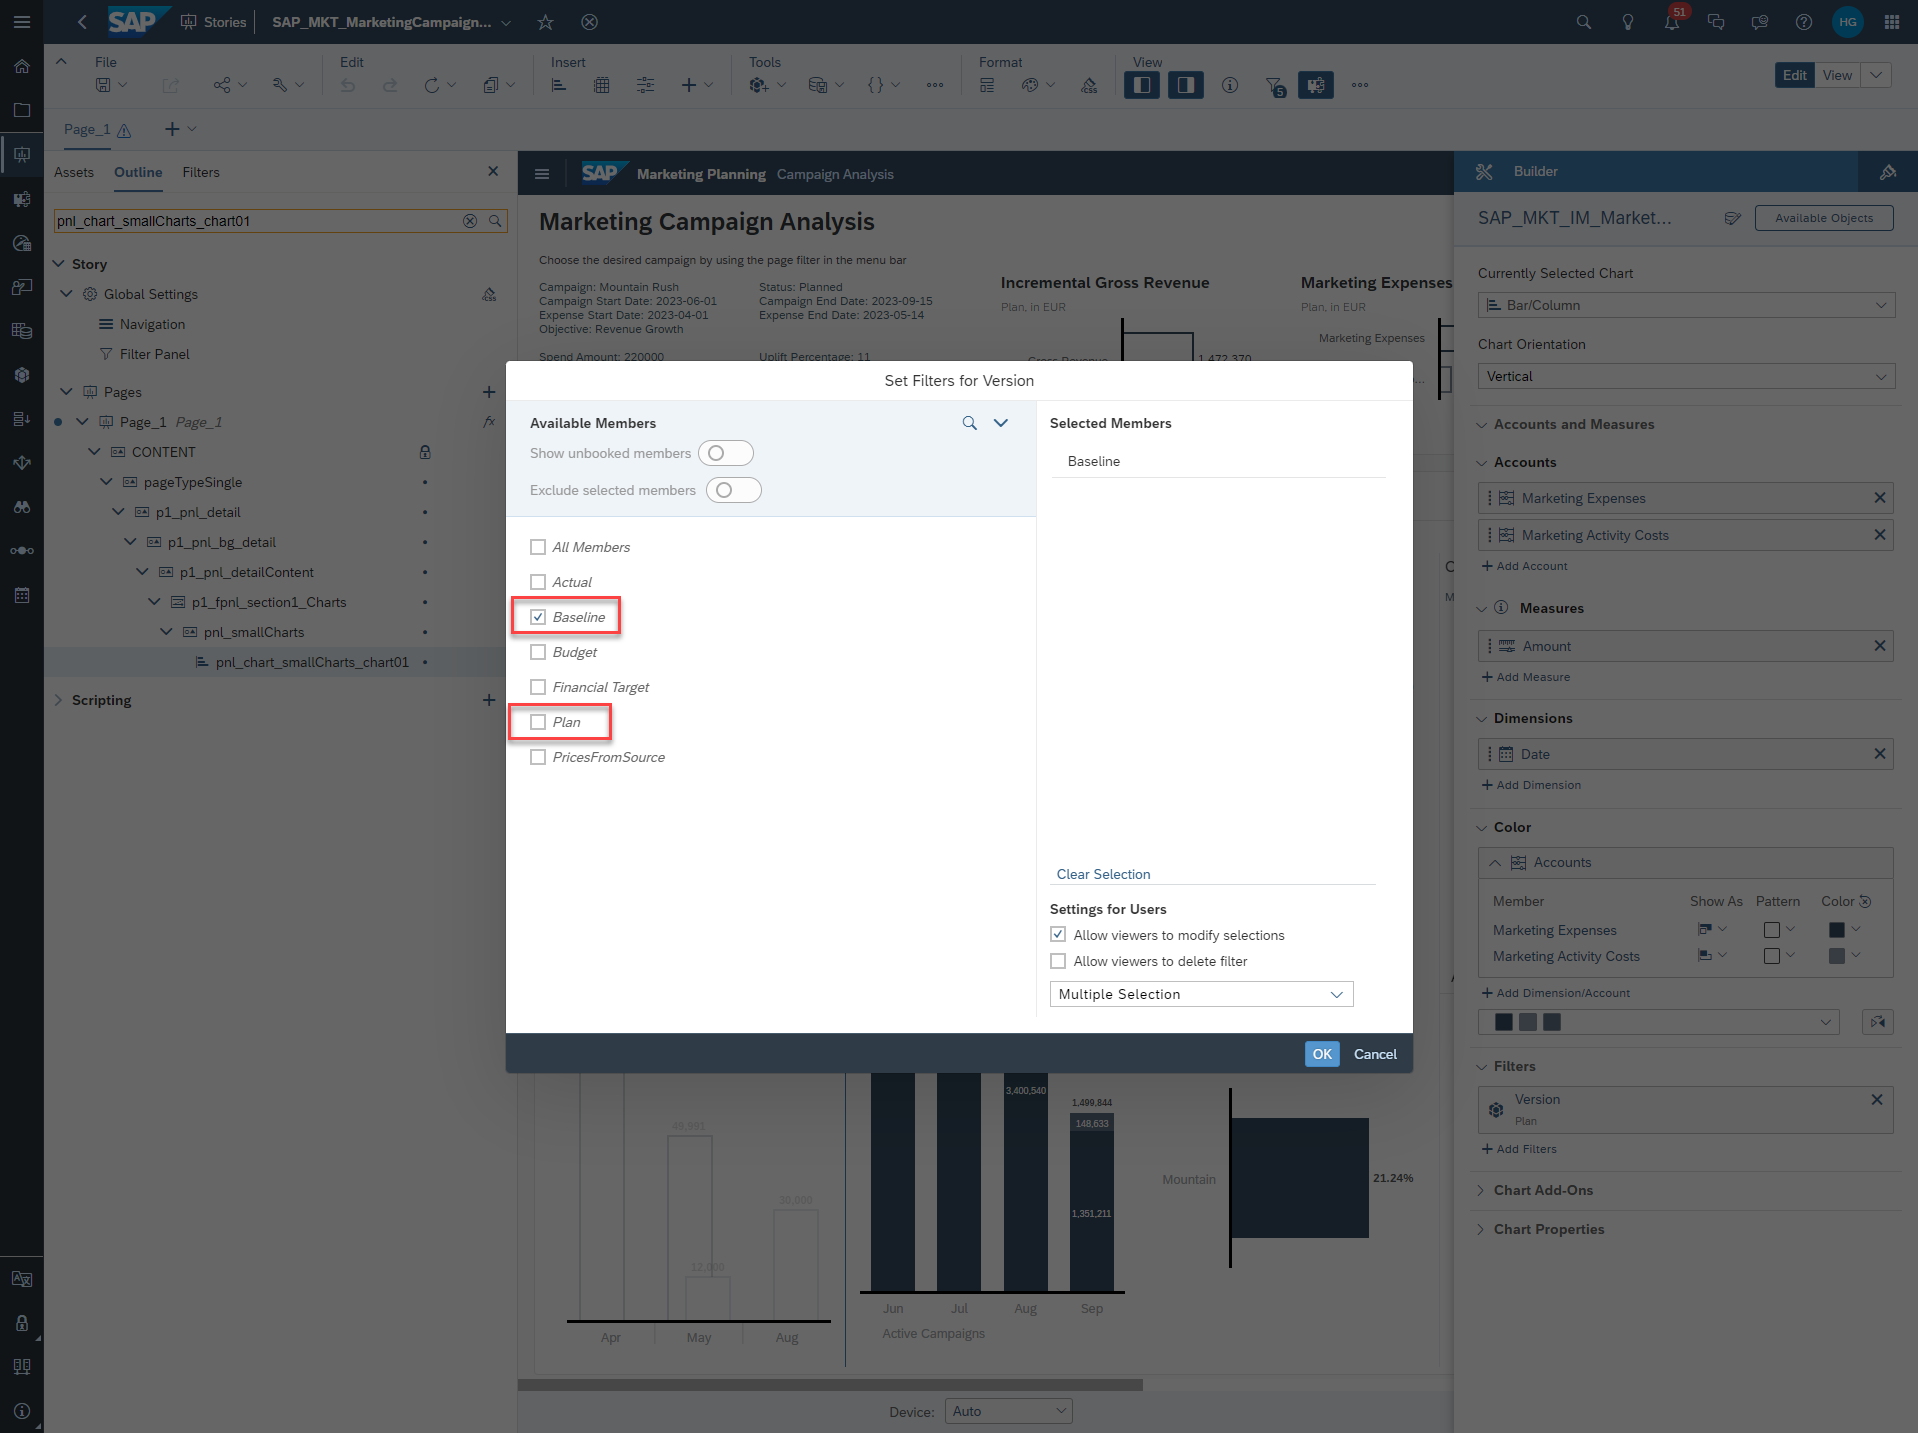 SAP Stories SAP_MKT_MarketingCampaign... 51 HG
File Edit Insert Tools Format View
5 Edit View
Page_1
Assets Outline Filters
pnl_chart_smallCharts_chart01
Story
Global Settings
Navigation
Filter Panel
Pages
Page_1 Page_1
CONTENT
pageTypeSingle
p1_pnl_detail
p1_pnl_bg_detail
p1_pnl_detailContent
p1_fpnl_section1_Charts
pnl_smallCharts
pnl_chart_smallCharts_chart01
Scripting
SAP Marketing Planning Campaign Analysis
Marketing Campaign Analysis
Choose the desired campaign by using the page filter in the menu bar
Campaign: Mountain Rush
Campaign Start Date: 2023-06-01
Expense Start Date: 2023-04-01
Objective: Revenue Growth
Spend Amount: 220000
Status: Planned
Campaign End Date: 2023-09-15
Expense End Date: 2023-05-14
Uplift Percentage: 11
Incremental Gross Revenue
Plan, in EUR
Gross Revenue 1,472,370
Marketing Expenses
Plan, in EUR
Marketing Expenses
Set Filters for Version
Available Members
Show unbooked members
Exclude selected members
All Members
Actual
Baseline
Budget
Financial Target
Plan
PricesFromSource
Selected Members
Baseline
Clear Selection
Settings for Users
Allow viewers to modify selections
Allow viewers to delete filter
Multiple Selection
OK Cancel
49,991
12,000
30,000
Apr May Aug
3,400,540
1,499,844
148,633
1,351,211
Jun Jul Aug Sep
Active Campaigns
Mountain 21.24%
Device: Auto
Builder
SAP_MKT_IM_Market... Available Objects
Currently Selected Chart
Bar/Column
Chart Orientation
Vertical
Accounts and Measures
Accounts
Marketing Expenses
Marketing Activity Costs
+ Add Account
Measures
Amount
+ Add Measure
Dimensions
Date
+ Add Dimension
Color
Accounts
Member Show As Pattern Color
Marketing Expenses
Marketing Activity Costs
+ Add Dimension/Account
Filters
Version
Plan
+ Add Filters
Chart Add-Ons
Chart Properties